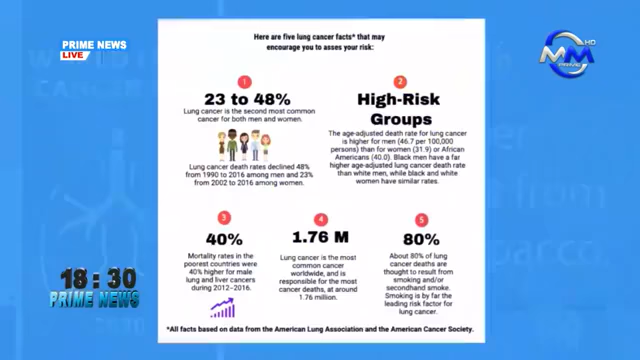 PRIME NEWS
LIVE
HD
MM
PRIME
Here are five lung cancer facts* that may
encourage you to asses your risk:
1
23 to 48%
Lung cancer is the second most common
cancer for both men and women.
Lung cancer death rates declined 48%
from 1990 to 2016 among men and 23%
from 2002 to 2016 among women.
2
High-Risk
Groups
The age-adjusted death rate for lung cancer
is higher for men (46.7 per 100,000
persons) than for women (31.9) or African
Americans (40.0). Black men have a far
higher age-adjusted lung cancer death rate
than white men, while black and white
women have similar rates.
3
40%
Mortality rates in the
poorest countries were
40% higher for male
lung and liver cancers
during 2012-2016.
4
1.76 M
Lung cancer is the most
common cancer
worldwide, and is
responsible for the most
cancer deaths, at around
1.76 million.
5
80%
About 80% of lung
cancer deaths are
thought to result from
smoking and/or
secondhand smoke.
Smoking is by far the
leading risk factor for
lung cancer.
*All facts based on data from the American Lung Association and the American Cancer Society.
18:30
PRIME NEWS